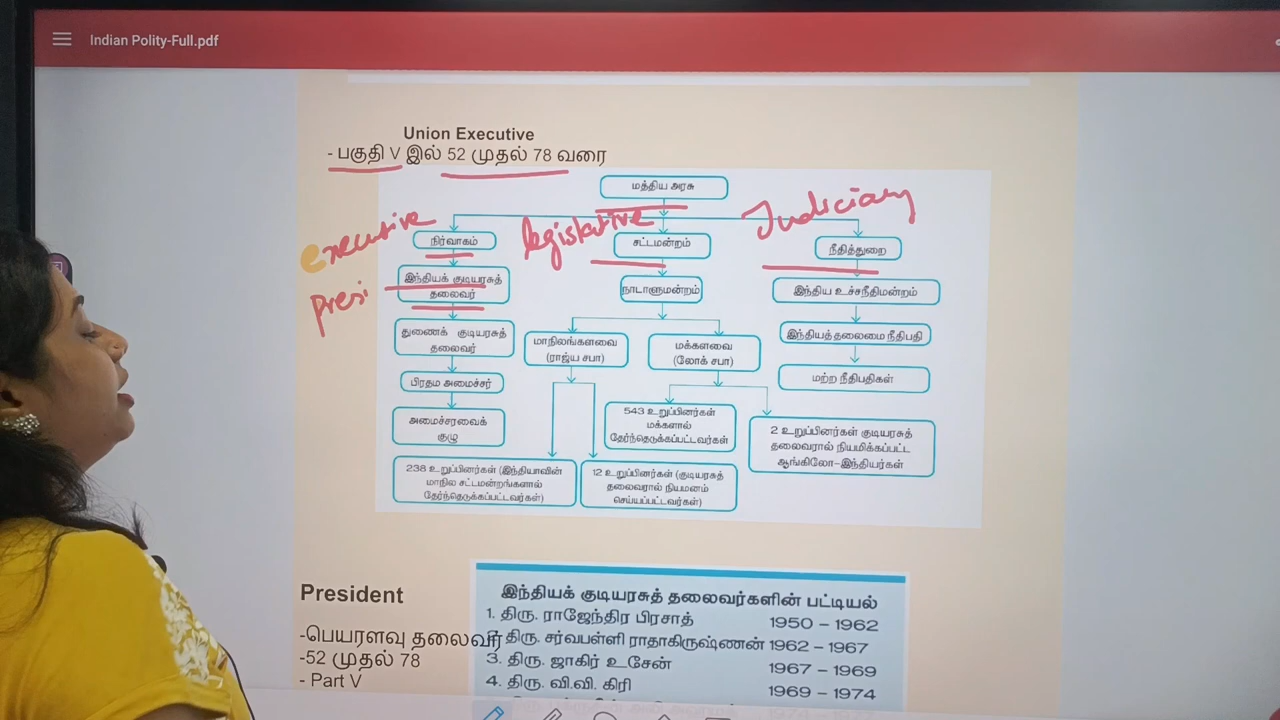 Indian Polity-Full.pdf
Union Executive
- பகுதி V இல் 52 முதல் 78 வரை
மத்திய அரசு
executive
legislative
Judiciary
நிர்வாகம்
சட்டமன்றம்
நீதித்துறை
Presi
இந்தியக் குடியரசுத்
தலைவர்
நாடாளுமன்றம்
இந்திய உச்சநீதிமன்றம்
துணைக் குடியரசுத்
தலைவர்
மாநிலங்களவை
(ராஜ்ய சபா)
மக்களவை
(லோக் சபா)
இந்தியத் தலைமை நீதிபதி
பிரதம அமைச்சர்
மற்ற நீதிபதிகள்
அமைச்சரவைக்
குழு
543 உறுப்பினர்கள்
மக்களால்
தேர்ந்தெடுக்கப்பட்டவர்கள்
2 உறுப்பினர்கள் குடியரசுத்
தலைவரால் நியமிக்கப்பட்ட
ஆங்கிலோ-இந்தியர்கள்
238 உறுப்பினர்கள் (இந்தியாவின்
மாநில சட்டமன்றங்களால்
தேர்ந்தெடுக்கப்பட்டவர்கள்)
12 உறுப்பினர்கள் (குடியரசுத்
தலைவரால் நியமனம்
செய்யப்பட்டவர்கள்)
President
-பெயரளவு தலைவர்
-52 முதல் 78
- Part V
இந்தியக் குடியரசுத் தலைவர்களின் பட்டியல்
1. திரு. ராஜேந்திர பிரசாத் 1950 – 1962
திரு. சர்வபள்ளி ராதாகிருஷ்ணன் 1962 – 1967
3. திரு. ஜாகிர் உசேன் 1967 – 1969
4. திரு. வி.வி. கிரி 1969 – 1974